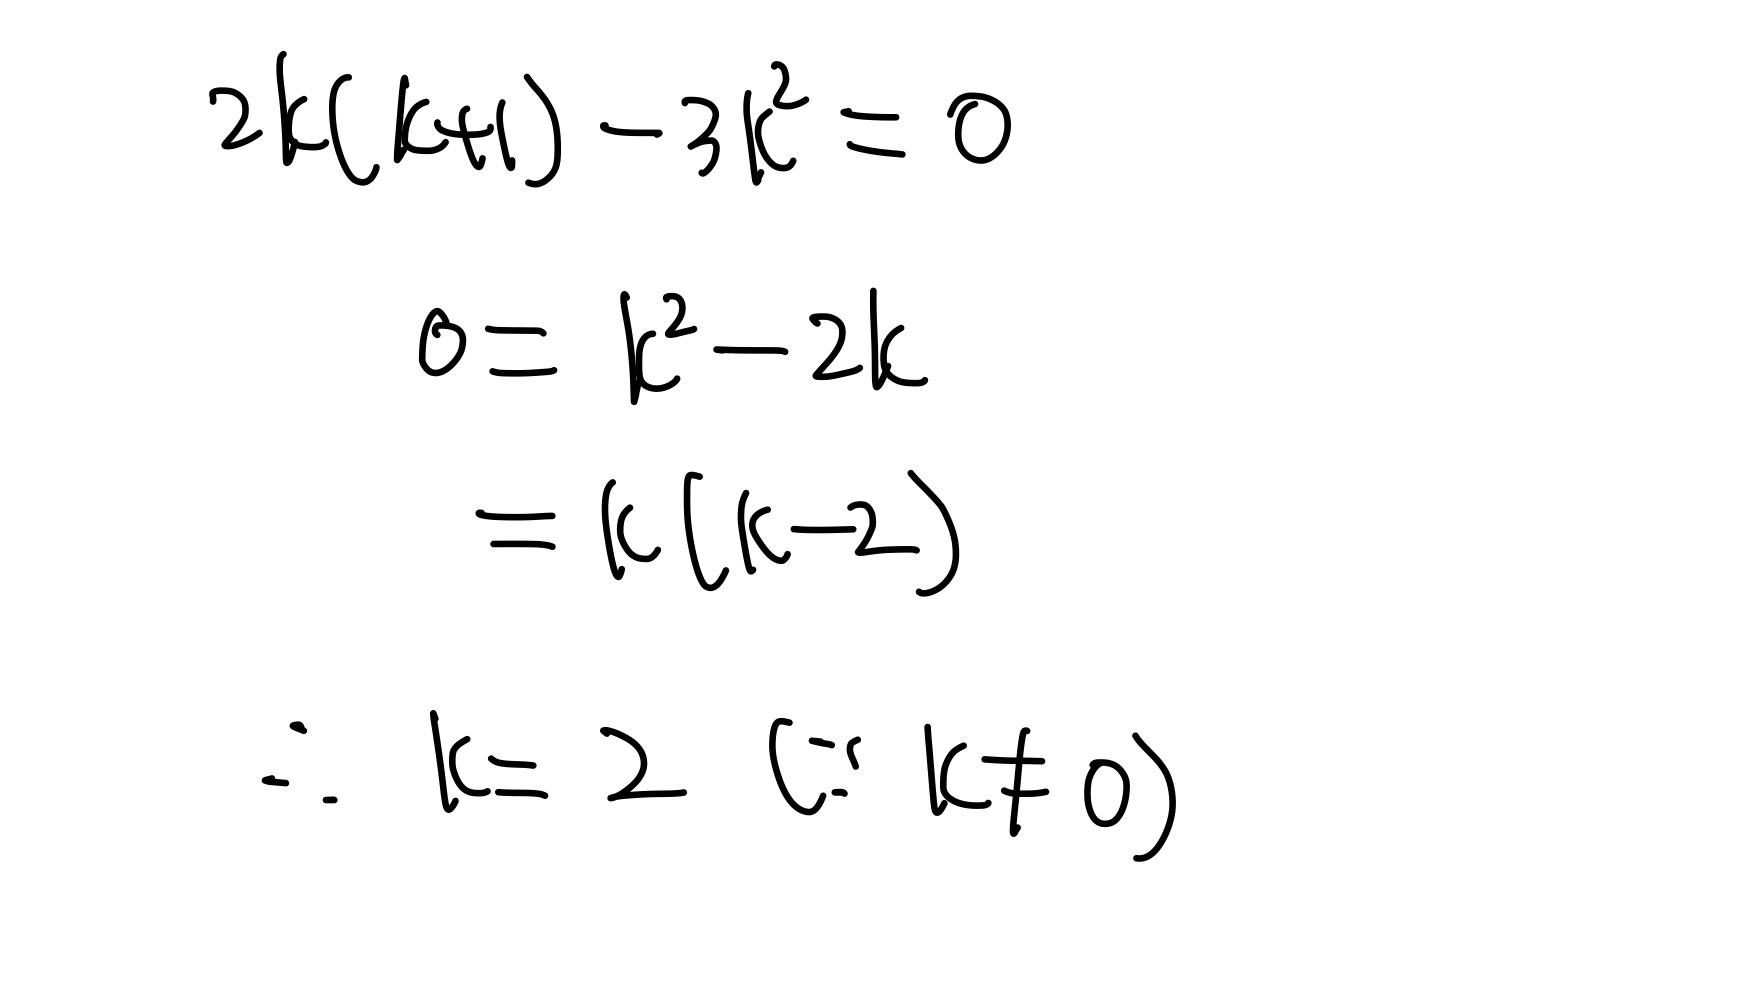 2k(k+1) − 3k² = 0
0 = k² − 2k
= k(k−2)
∴ k = 2 (∵ k ≠ 0)